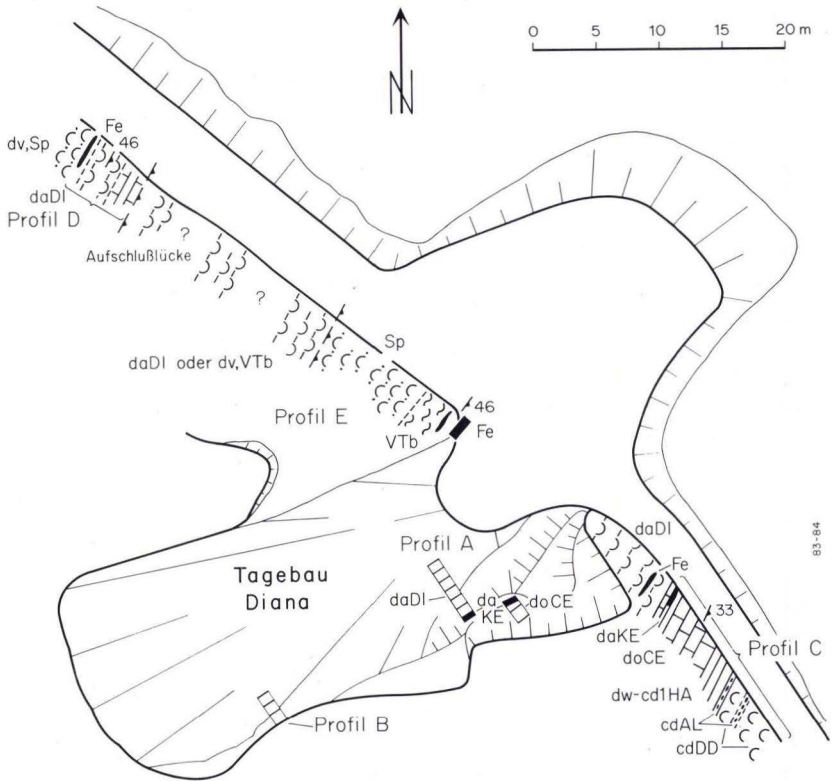 N
0 5 10 15 20 m
Fe
46
dv,Sp
daDI
Profil D
?
Aufschlußlücke
?
Sp
daDI oder dv,VTb
46
Profil E
Fe
VTb
83-84
daDI
Profil A
Fe
Tagebau
Diana
daDI
da
KE
doCE
33
daKE
doCE
Profil C
dw-cd1HA
cdAL
Profil B
cdDD